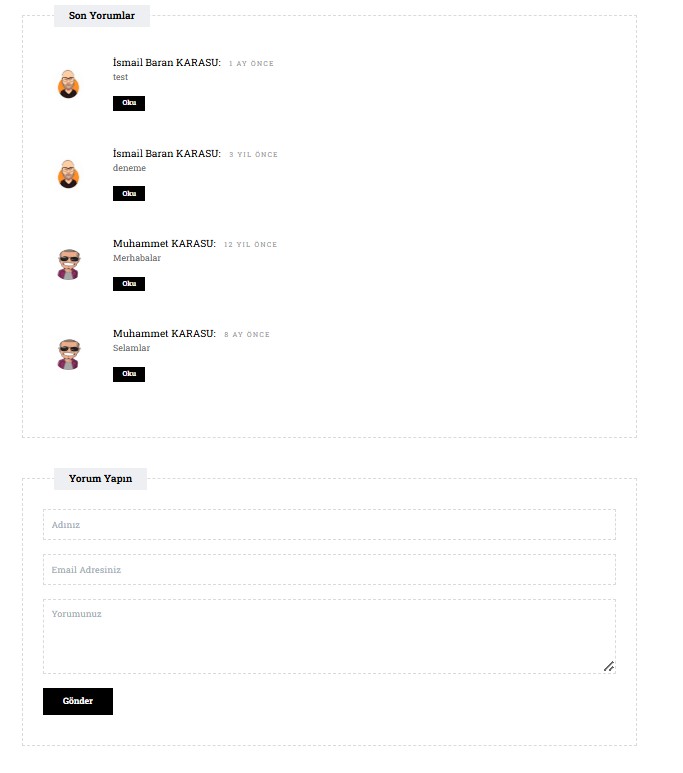 Son Yorumlar
İsmail Baran KARASU: 1 AY ÖNCE
test
Oku
İsmail Baran KARASU: 3 YIL ÖNCE
deneme
Oku
Muhammet KARASU: 12 YIL ÖNCE
Merhabalar
Oku
Muhammet KARASU: 8 AY ÖNCE
Selamlar
Oku
Yorum Yapın
Adınız
Email Adresiniz
Yorumunuz
Gönder